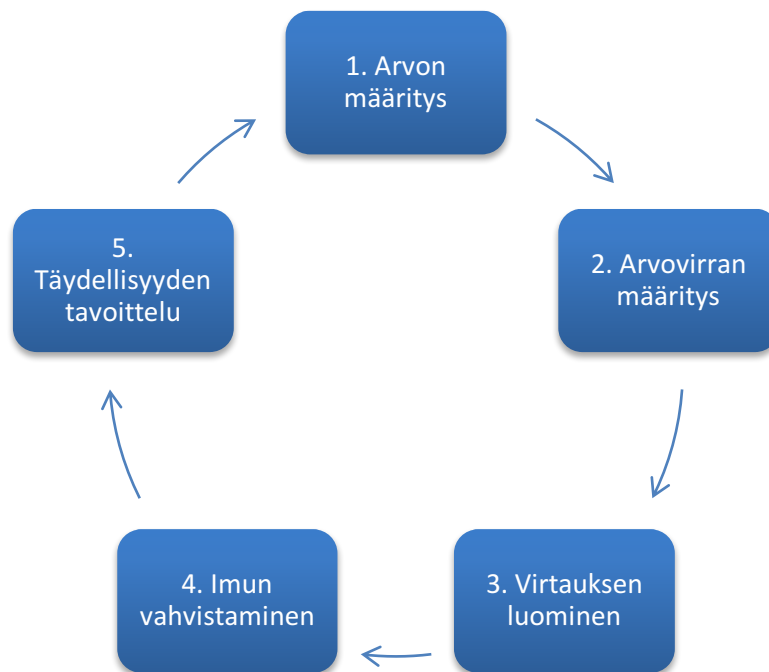 1. Arvon
määritys
2. Arvovirran
määritys
3. Virtauksen
luominen
4. Imun
vahvistaminen
5.
Täydellisyyden
tavoittelu